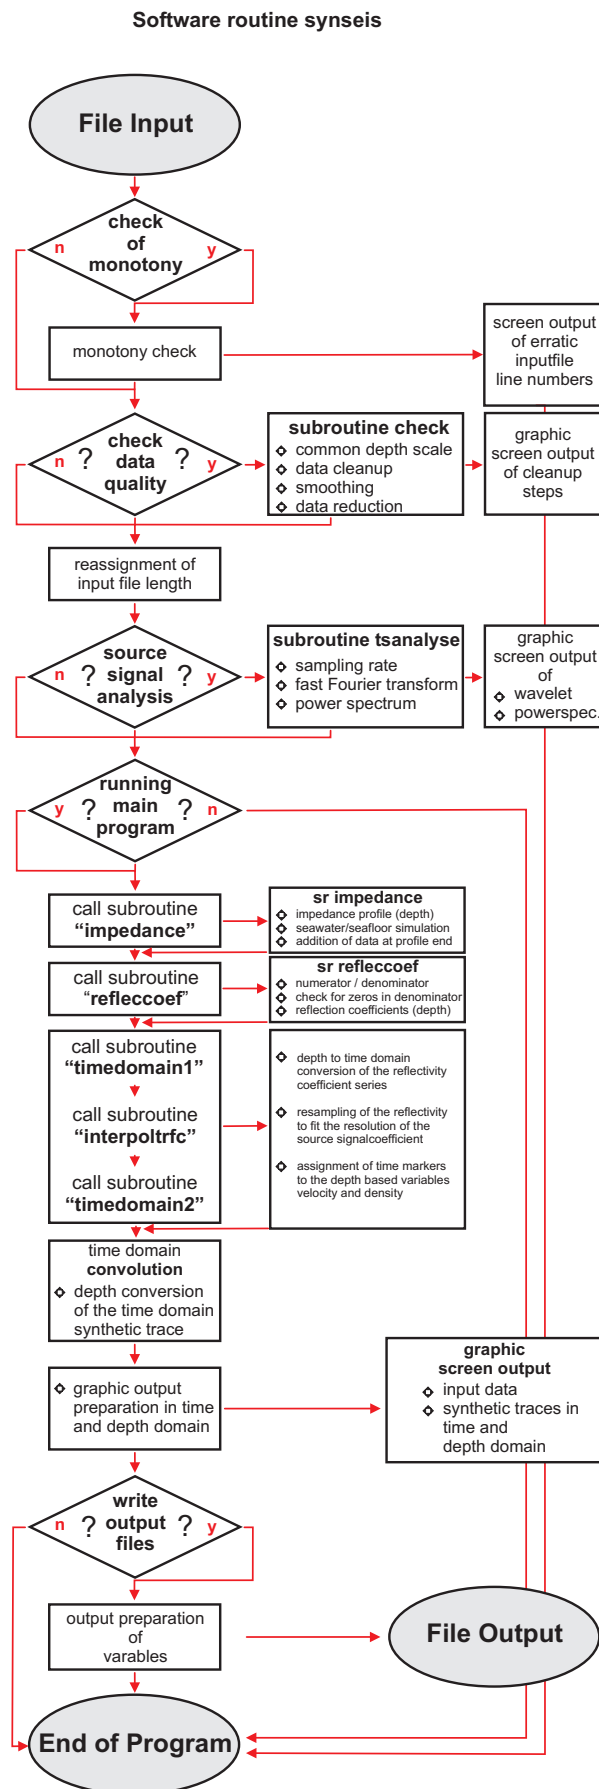 Software routine synseis
File Input
check
of
monotony
n
y
monotony check
screen output
of erratic
inputfile
line numbers
check
data
quality
n ?
? y
subroutine check
common depth scale
data cleanup
smoothing
data reduction
graphic
screen output
of cleanup
steps
reassignment of
input file length
source
signal
analysis
n ?
? y
subroutine tsanalyse
sampling rate
fast Fourier transform
power spectrum
graphic
screen output
of
wavelet
powerspec.
running
main
program
y ?
? n
call subroutine
“impedance”
sr impedance
impedance profile (depth)
seawater/seafloor simulation
addition of data at profile end
call subroutine
“refleccoef”
sr refleccoef
numerator / denominator
check for zeros in denominator
reflection coefficients (depth)
call subroutine
“timedomain1”
call subroutine
“interpoltrfc”
call subroutine
“timedomain2”
depth to time domain
conversion of the reflectivity
coefficient series
resampling of the reflectivity
to fit the resolution of the
source signalcoefficient
assignment of time markers
to the depth based variables
velocity and density
time domain
convolution
depth conversion
of the time domain
synthetic trace
graphic output
preparation in time
and depth domain
graphic
screen output
input data
synthetic traces in
time and
depth domain
write
output
files
n ?
? y
output preparation
of
variables
File Output
End of Program